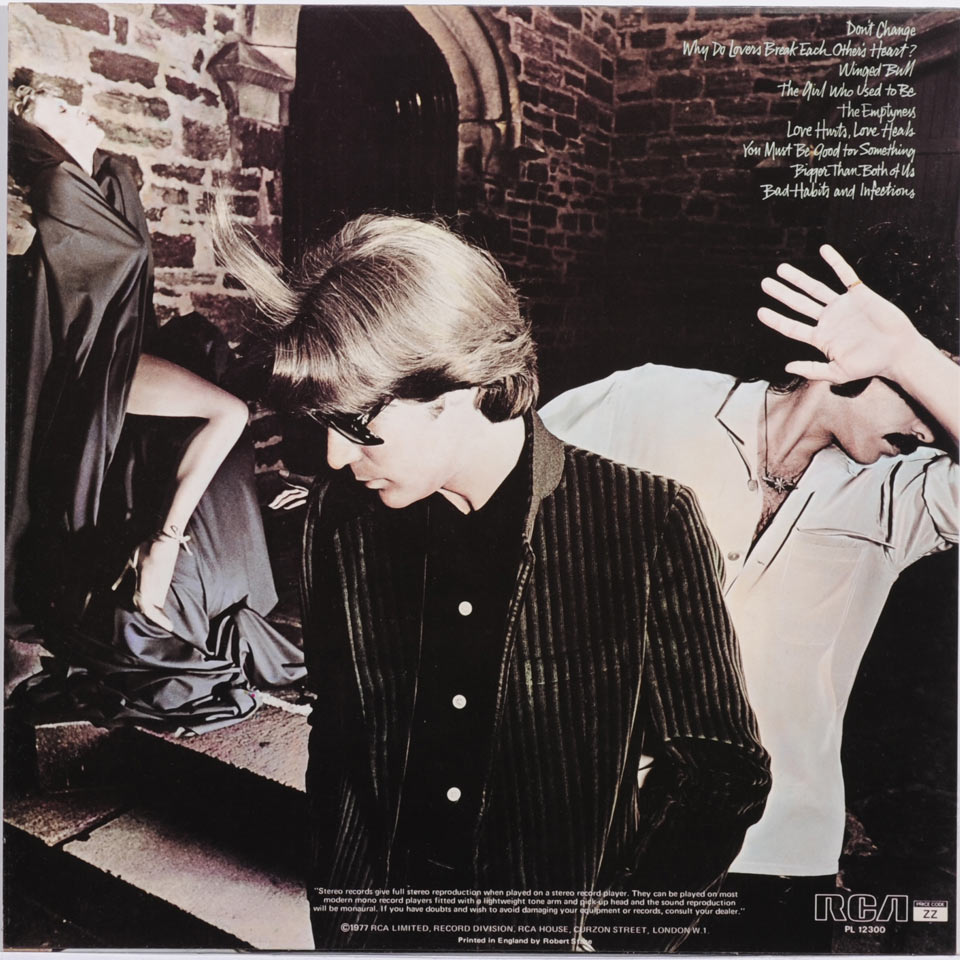 Don't Change
Why Do Lovers Break Each Other's Heart?
Winged Bull
The Girl Who Used to Be
The Emptyness
Love Hurts, Love Heals
You Must Be Good for Something
Bigger Than Both of Us
Bad Habits and Infections
"Stereo records give full stereo reproduction when played on a stereo record player. They can be played on most
modern mono record players fitted with a lightweight tone arm and pick-up head and the sound reproduction
will be monaural. If you have doubts and wish to avoid damaging your equipment or records, consult your dealer."
©1977 RCA LIMITED, RECORD DIVISION, RCA HOUSE, CURZON STREET, LONDON W.1.
Printed in England by Robert
RCA
PRICE CODE
ZZ
PL 12300